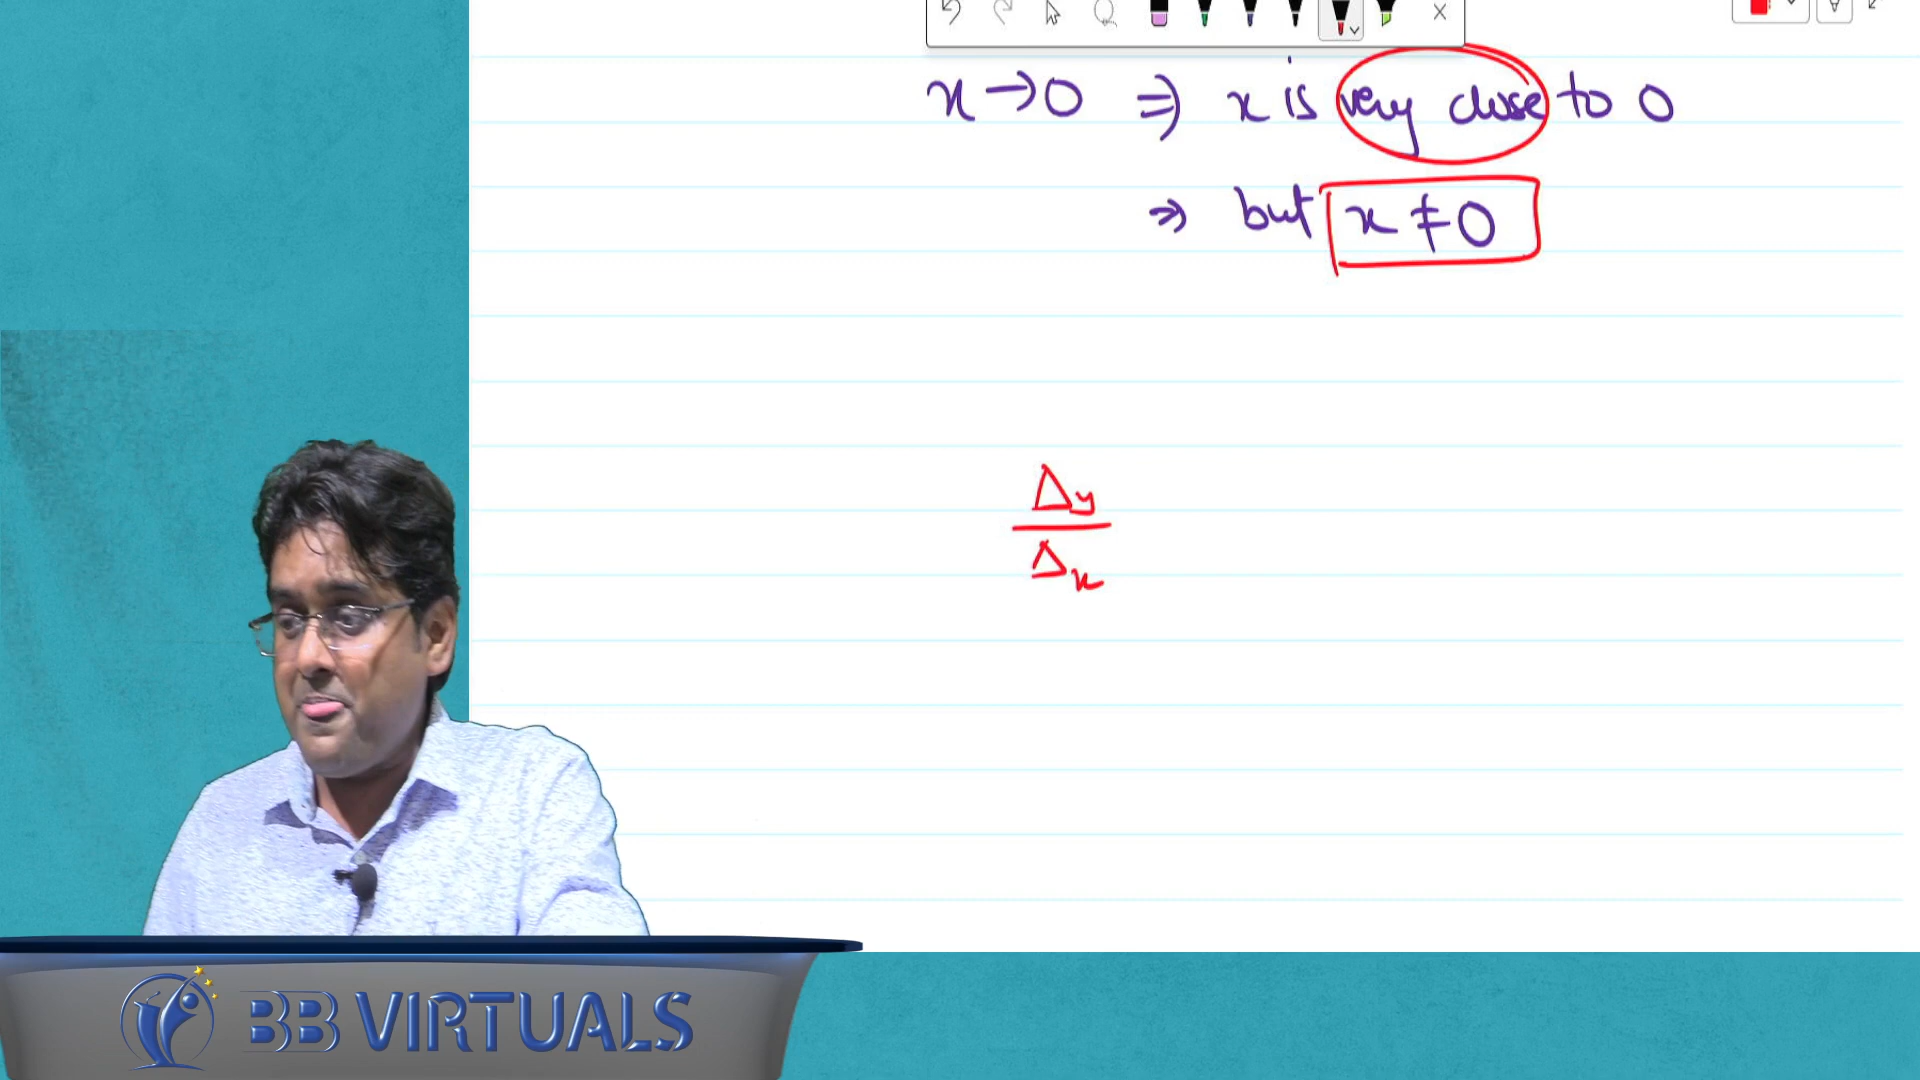 x → 0 ⇒ x is very close to 0
⇒ but x ≠ 0
Δy
Δx
BB VIRTUALS